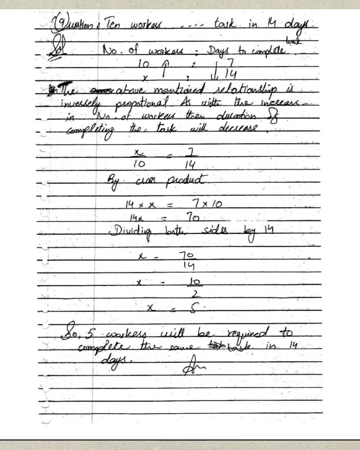 (9) Question: Ten workers .... task in 14 days.
Sol No. of workers : Days to complete task
10 ↑ : 7
x : ↓ 14
The above mentioned relationship is
inversely propotional As with the increase
in No. of workers then duration of
completing the task will decrease.
x/10 = 7/14
By cross product
14 × x = 7 × 10
14x = 70
Dividing both sides by 14
x = 70/14
x = 10/2
x = 5
So, 5 workers will be required to
complete the same task in 14
days.